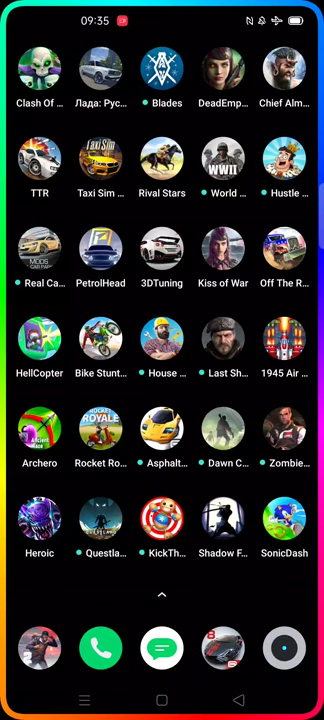 09:35
Clash Of ...
Лада: Рус...
Blades
DeadEmp...
Chief Alm...
TTR
Taxi Sim ...
Rival Stars
World ...
Hustle ...
Real Ca...
PetrolHead
3DTuning
Kiss of War
Off The R...
HellCopter
Bike Stunt...
House ...
Last Sh...
1945 Air ...
Archero
Rocket Ro...
Asphalt...
Dawn C...
Zombie...
Heroic
Questla...
KickTh...
Shadow F...
SonicDash